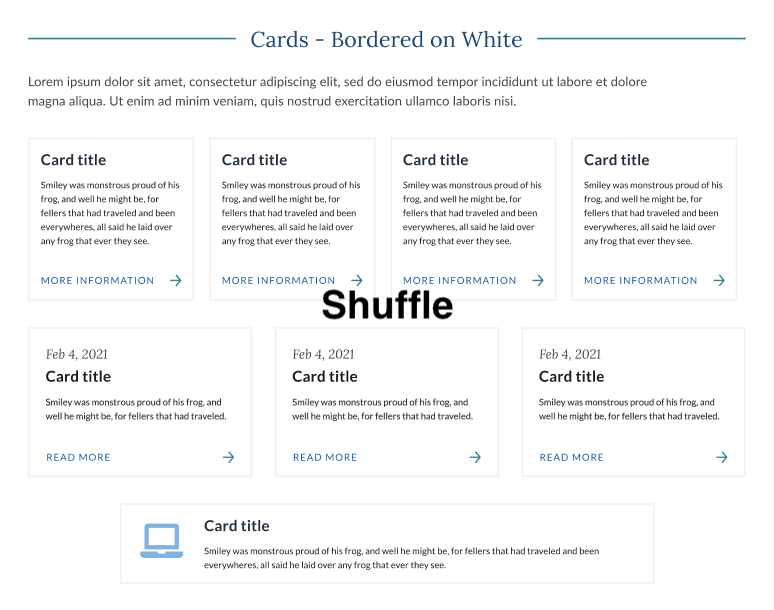 Cards - Bordered on White
Lorem ipsum dolor sit amet, consectetur adipiscing elit, sed do eiusmod tempor incididunt ut labore et dolore
magna aliqua. Ut enim ad minim veniam, quis nostrud exercitation ullamco laboris nisi.
Card title
Smiley was monstrous proud of his
frog, and well he might be, for
fellers that had traveled and been
everywheres, all said he laid over
any frog that ever they see.
MORE INFORMATION
Card title
Smiley was monstrous proud of his
frog, and well he might be, for
fellers that had traveled and been
everywheres, all said he laid over
any frog that ever they see.
MORE INFORMATION
Card title
Smiley was monstrous proud of his
frog, and well he might be, for
fellers that had traveled and been
everywheres, all said he laid over
any frog that ever they see.
MORE INFORMATION
Card title
Smiley was monstrous proud of his
frog, and well he might be, for
fellers that had traveled and been
everywheres, all said he laid over
any frog that ever they see.
MORE INFORMATION
Shuffle
Feb 4, 2021
Card title
Smiley was monstrous proud of his frog, and
well he might be, for fellers that had traveled.
READ MORE
Feb 4, 2021
Card title
Smiley was monstrous proud of his frog, and
well he might be, for fellers that had traveled.
READ MORE
Feb 4, 2021
Card title
Smiley was monstrous proud of his frog, and
well he might be, for fellers that had traveled.
READ MORE
Card title
Smiley was monstrous proud of his frog, and well he might be, for fellers that had traveled and been
everywheres, all said he laid over any frog that ever they see.